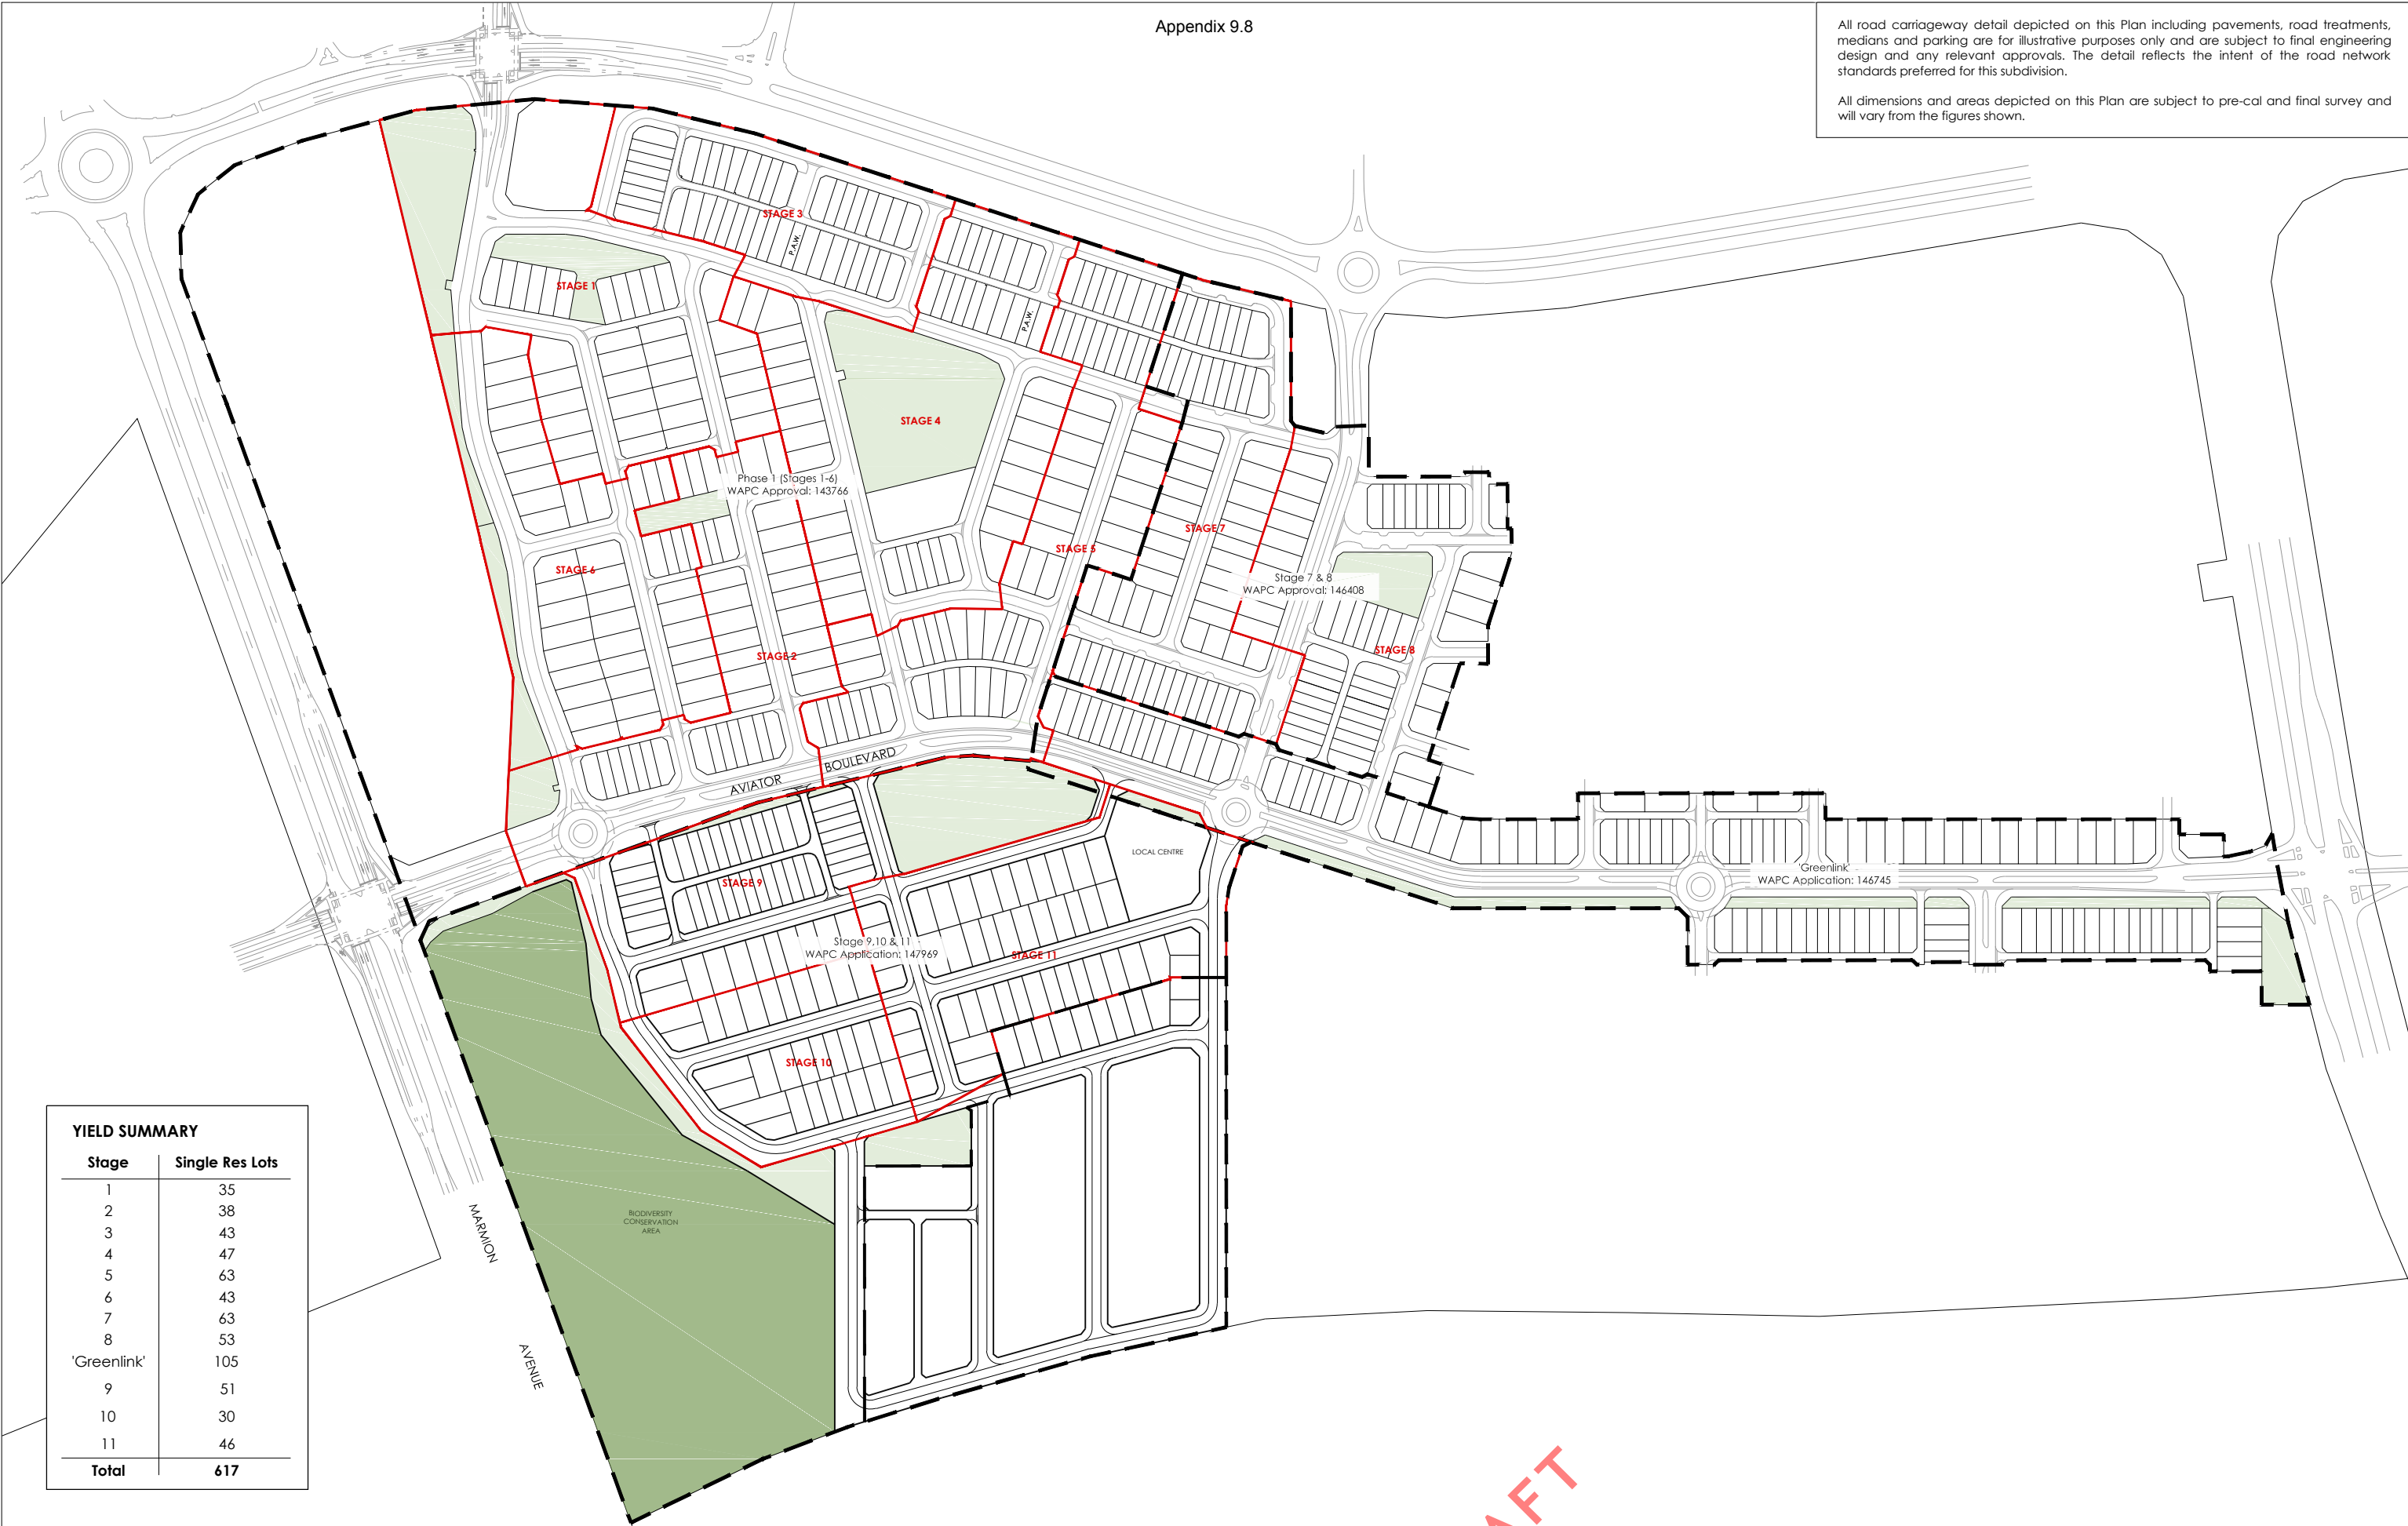 Appendix 9.8
All road carriageway detail depicted on this Plan including pavements, road treatments,
medians and parking are for illustrative purposes only and are subject to final engineering
design and any relevant approvals. The detail reflects the intent of the road network
standards preferred for this subdivision.
All dimensions and areas depicted on this Plan are subject to pre-cal and final survey and
will vary from the figures shown.
STAGE 3
P.A.W.
STAGE 1
P.A.W.
STAGE 4
Phase 1 (Stages 1-6)
WAPC Approval: 143766
STAGE 7
STAGE 5
STAGE 6
Stage 7 & 8
WAPC Approval: 146408
STAGE 8
STAGE 2
AVIATOR BOULEVARD
LOCAL CENTRE
'Greenlink'
WAPC Application: 146745
STAGE 9
Stage 9,10 & 11 -
WAPC Application: 147969
STAGE 11
STAGE 10
BIODIVERSITY
CONSERVATION
AREA
MARMION AVENUE
YIELD SUMMARY
Stage Single Res Lots
1 35
2 38
3 43
4 47
5 63
6 43
7 63
8 53
'Greenlink' 105
9 51
10 30
11 46
Total 617
AFT